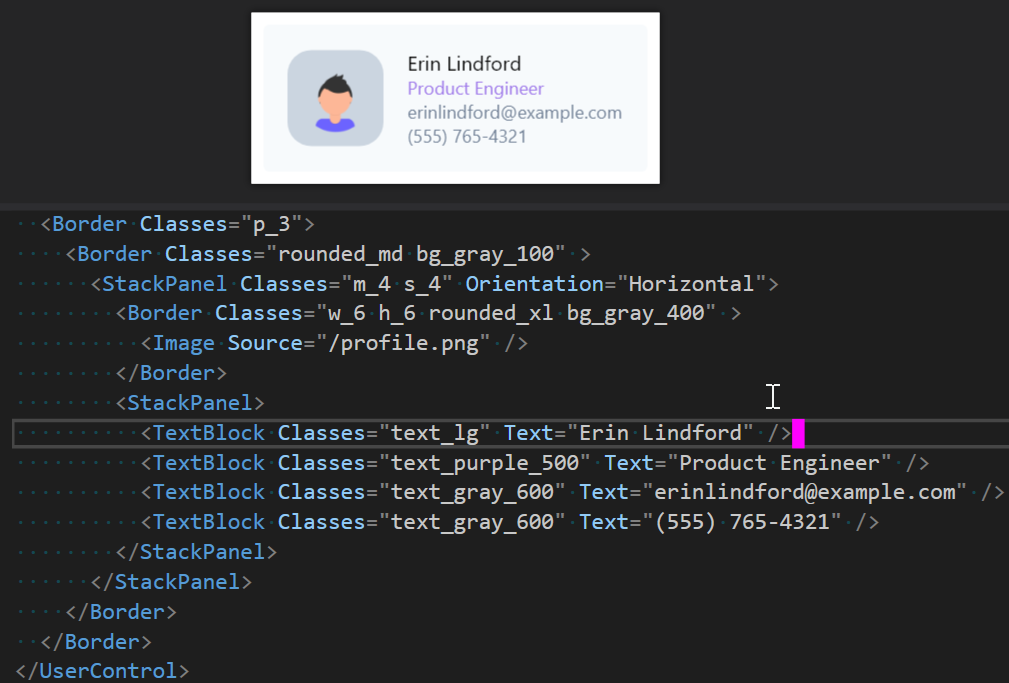 Erin Lindford
Product Engineer
erinlindford@example.com
(555) 765-4321
<Border Classes="p_3">
<Border Classes="rounded_md bg_gray_100" >
<StackPanel Classes="m_4 s_4" Orientation="Horizontal">
<Border Classes="w_6 h_6 rounded_xl bg_gray_400" >
<Image Source="/profile.png" />
</Border>
<StackPanel>
<TextBlock Classes="text_lg" Text="Erin Lindford" />
<TextBlock Classes="text_purple_500" Text="Product Engineer" />
<TextBlock Classes="text_gray_600" Text="erinlindford@example.com" />
<TextBlock Classes="text_gray_600" Text="(555) 765-4321" />
</StackPanel>
</StackPanel>
</Border>
</Border>
</UserControl>